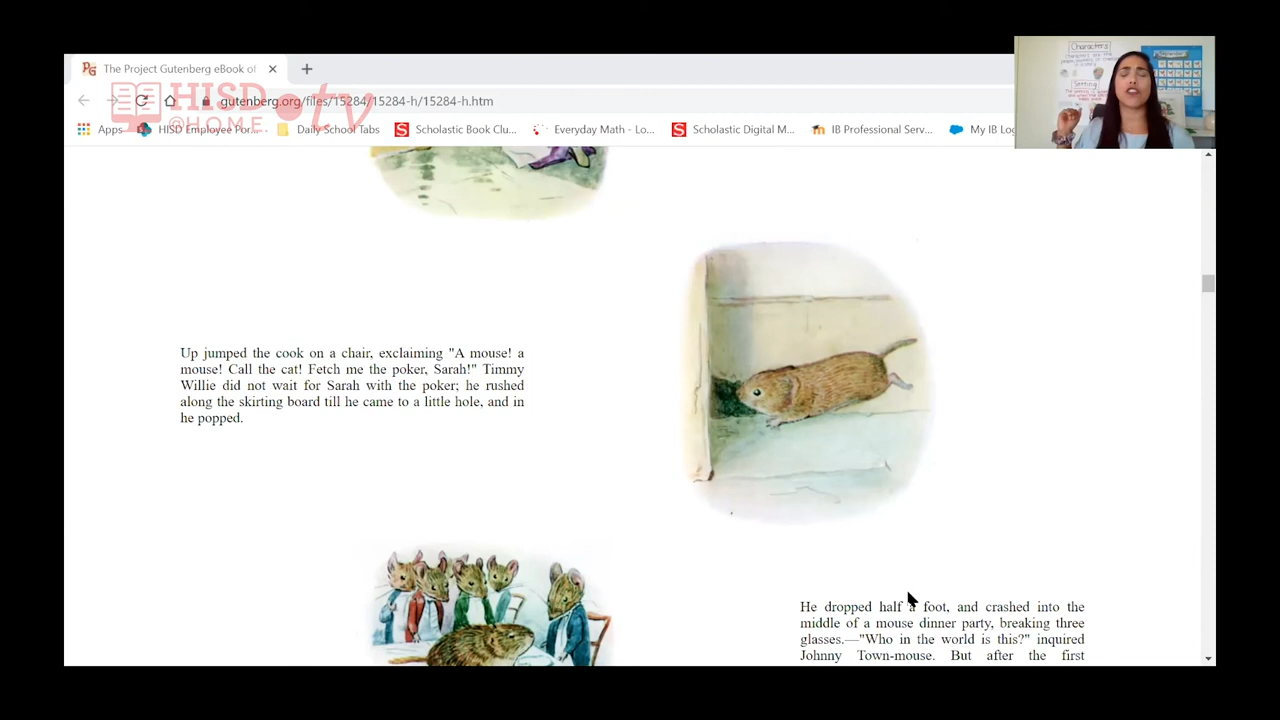 The Project Gutenberg eBook of
gutenberg.org/files/15284/15284-h/15284-h.htm
HISD
@HOME
tv
Apps
HISD Employee Por...
Daily School Tabs
Scholastic Book Clu...
Everyday Math - Lo...
Scholastic Digital M...
IB Professional Serv...
My IB Log
Characters
Setting
Up jumped the cook on a chair, exclaiming "A mouse! a
mouse! Call the cat! Fetch me the poker, Sarah!" Timmy
Willie did not wait for Sarah with the poker; he rushed
along the skirting board till he came to a little hole, and in
he popped.
He dropped half a foot, and crashed into the
middle of a mouse dinner party, breaking three
glasses.—"Who in the world is this?" inquired
Johnny Town-mouse. But after the first